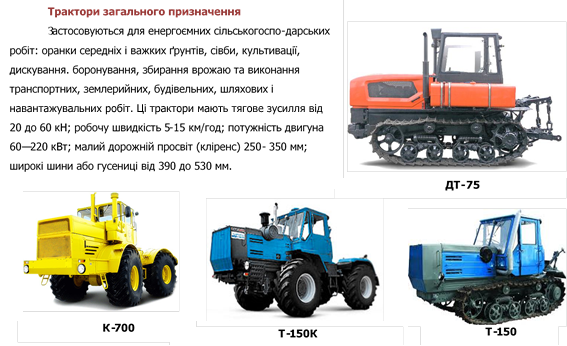 Трактори загального призначення
Застосовуються для енергоємних сільськогоспо-дарських
робіт: оранки середніх і важких ґрунтів, сівби, культивації,
дискування. боронування, збирання врожаю та виконання
транспортних, землерийних, будівельних, шляхових і
навантажувальних робіт. Ці трактори мають тягове зусилля від
20 до 60 кН; робочу швидкість 5-15 км/год; потужність двигуна
60—220 кВт; малий дорожній просвіт (кліренс) 250- 350 мм;
широкі шини або гусениці від 390 до 530 мм.
ДТ-75
К-700
Т-150К
Т-150